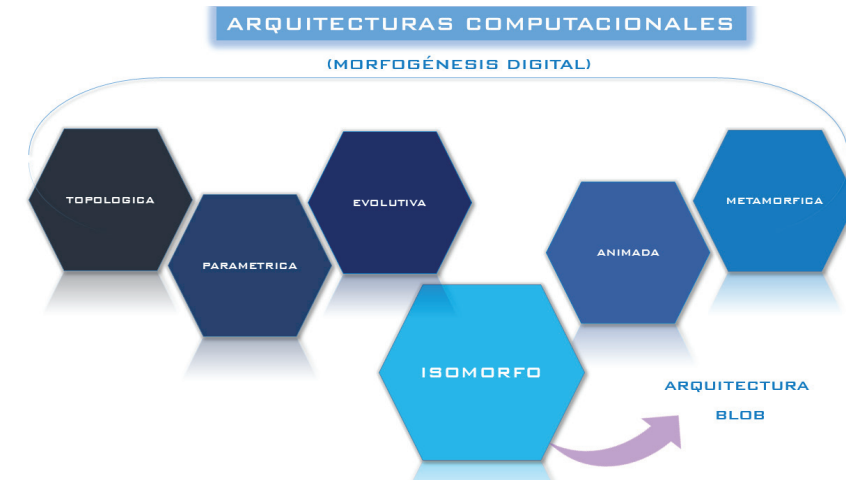 ARQUITECTURAS COMPUTACIONALES
(MORFOGÉNESIS DIGITAL)
TOPOLOGICA
PARAMETRICA
EVOLUTIVA
ISOMORFO
ANIMADA
METAMORFICA
ARQUITECTURA
BLOB